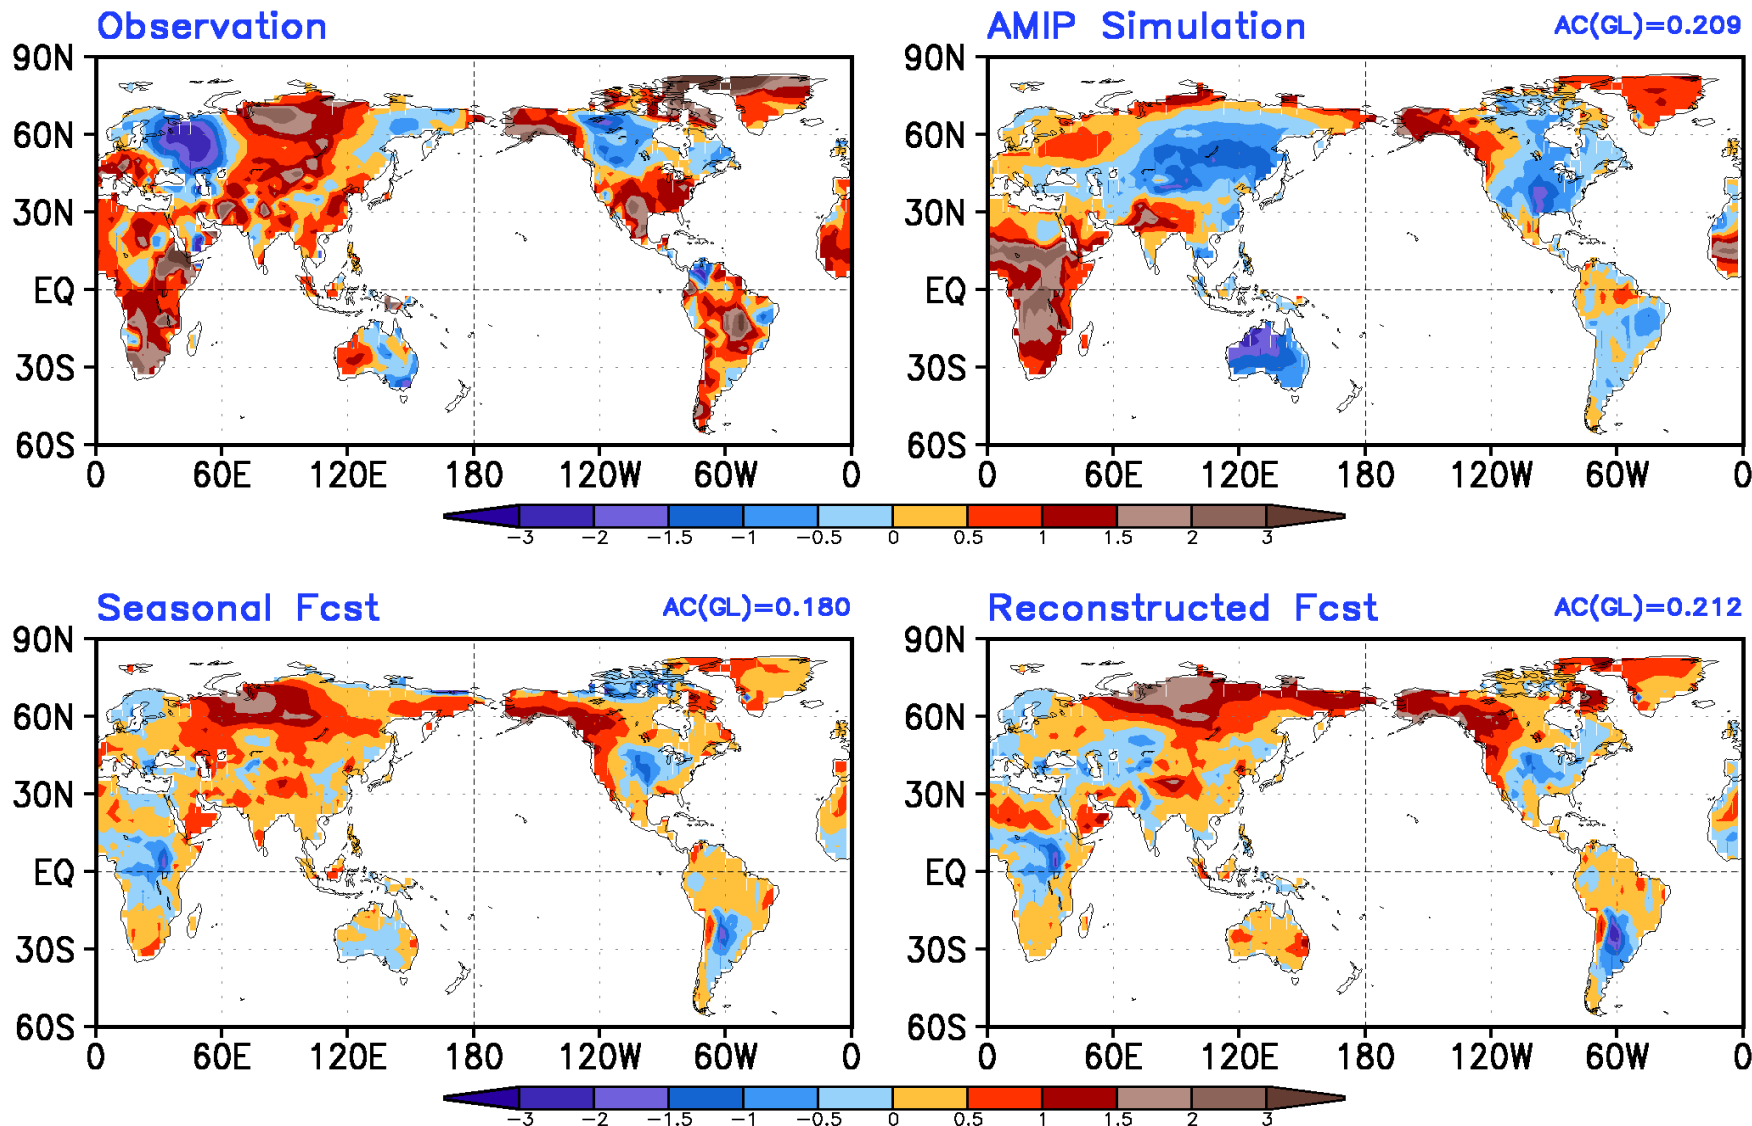 Observation
AMIP Simulation AC(GL)=0.209
90N 90N
60N 60N
30N 30N
EQ EQ
30S 30S
60S 60S
0 60E 120E 180 120W 60W 0 0 60E 120E 180 120W 60W 0
−3 −2 −1.5 −1 −0.5 0 0.5 1 1.5 2 3
Seasonal Fcst AC(GL)=0.180
Reconstructed Fcst AC(GL)=0.212
90N 90N
60N 60N
30N 30N
EQ EQ
30S 30S
60S 60S
0 60E 120E 180 120W 60W 0 0 60E 120E 180 120W 60W 0
−3 −2 −1.5 −1 −0.5 0 0.5 1 1.5 2 3